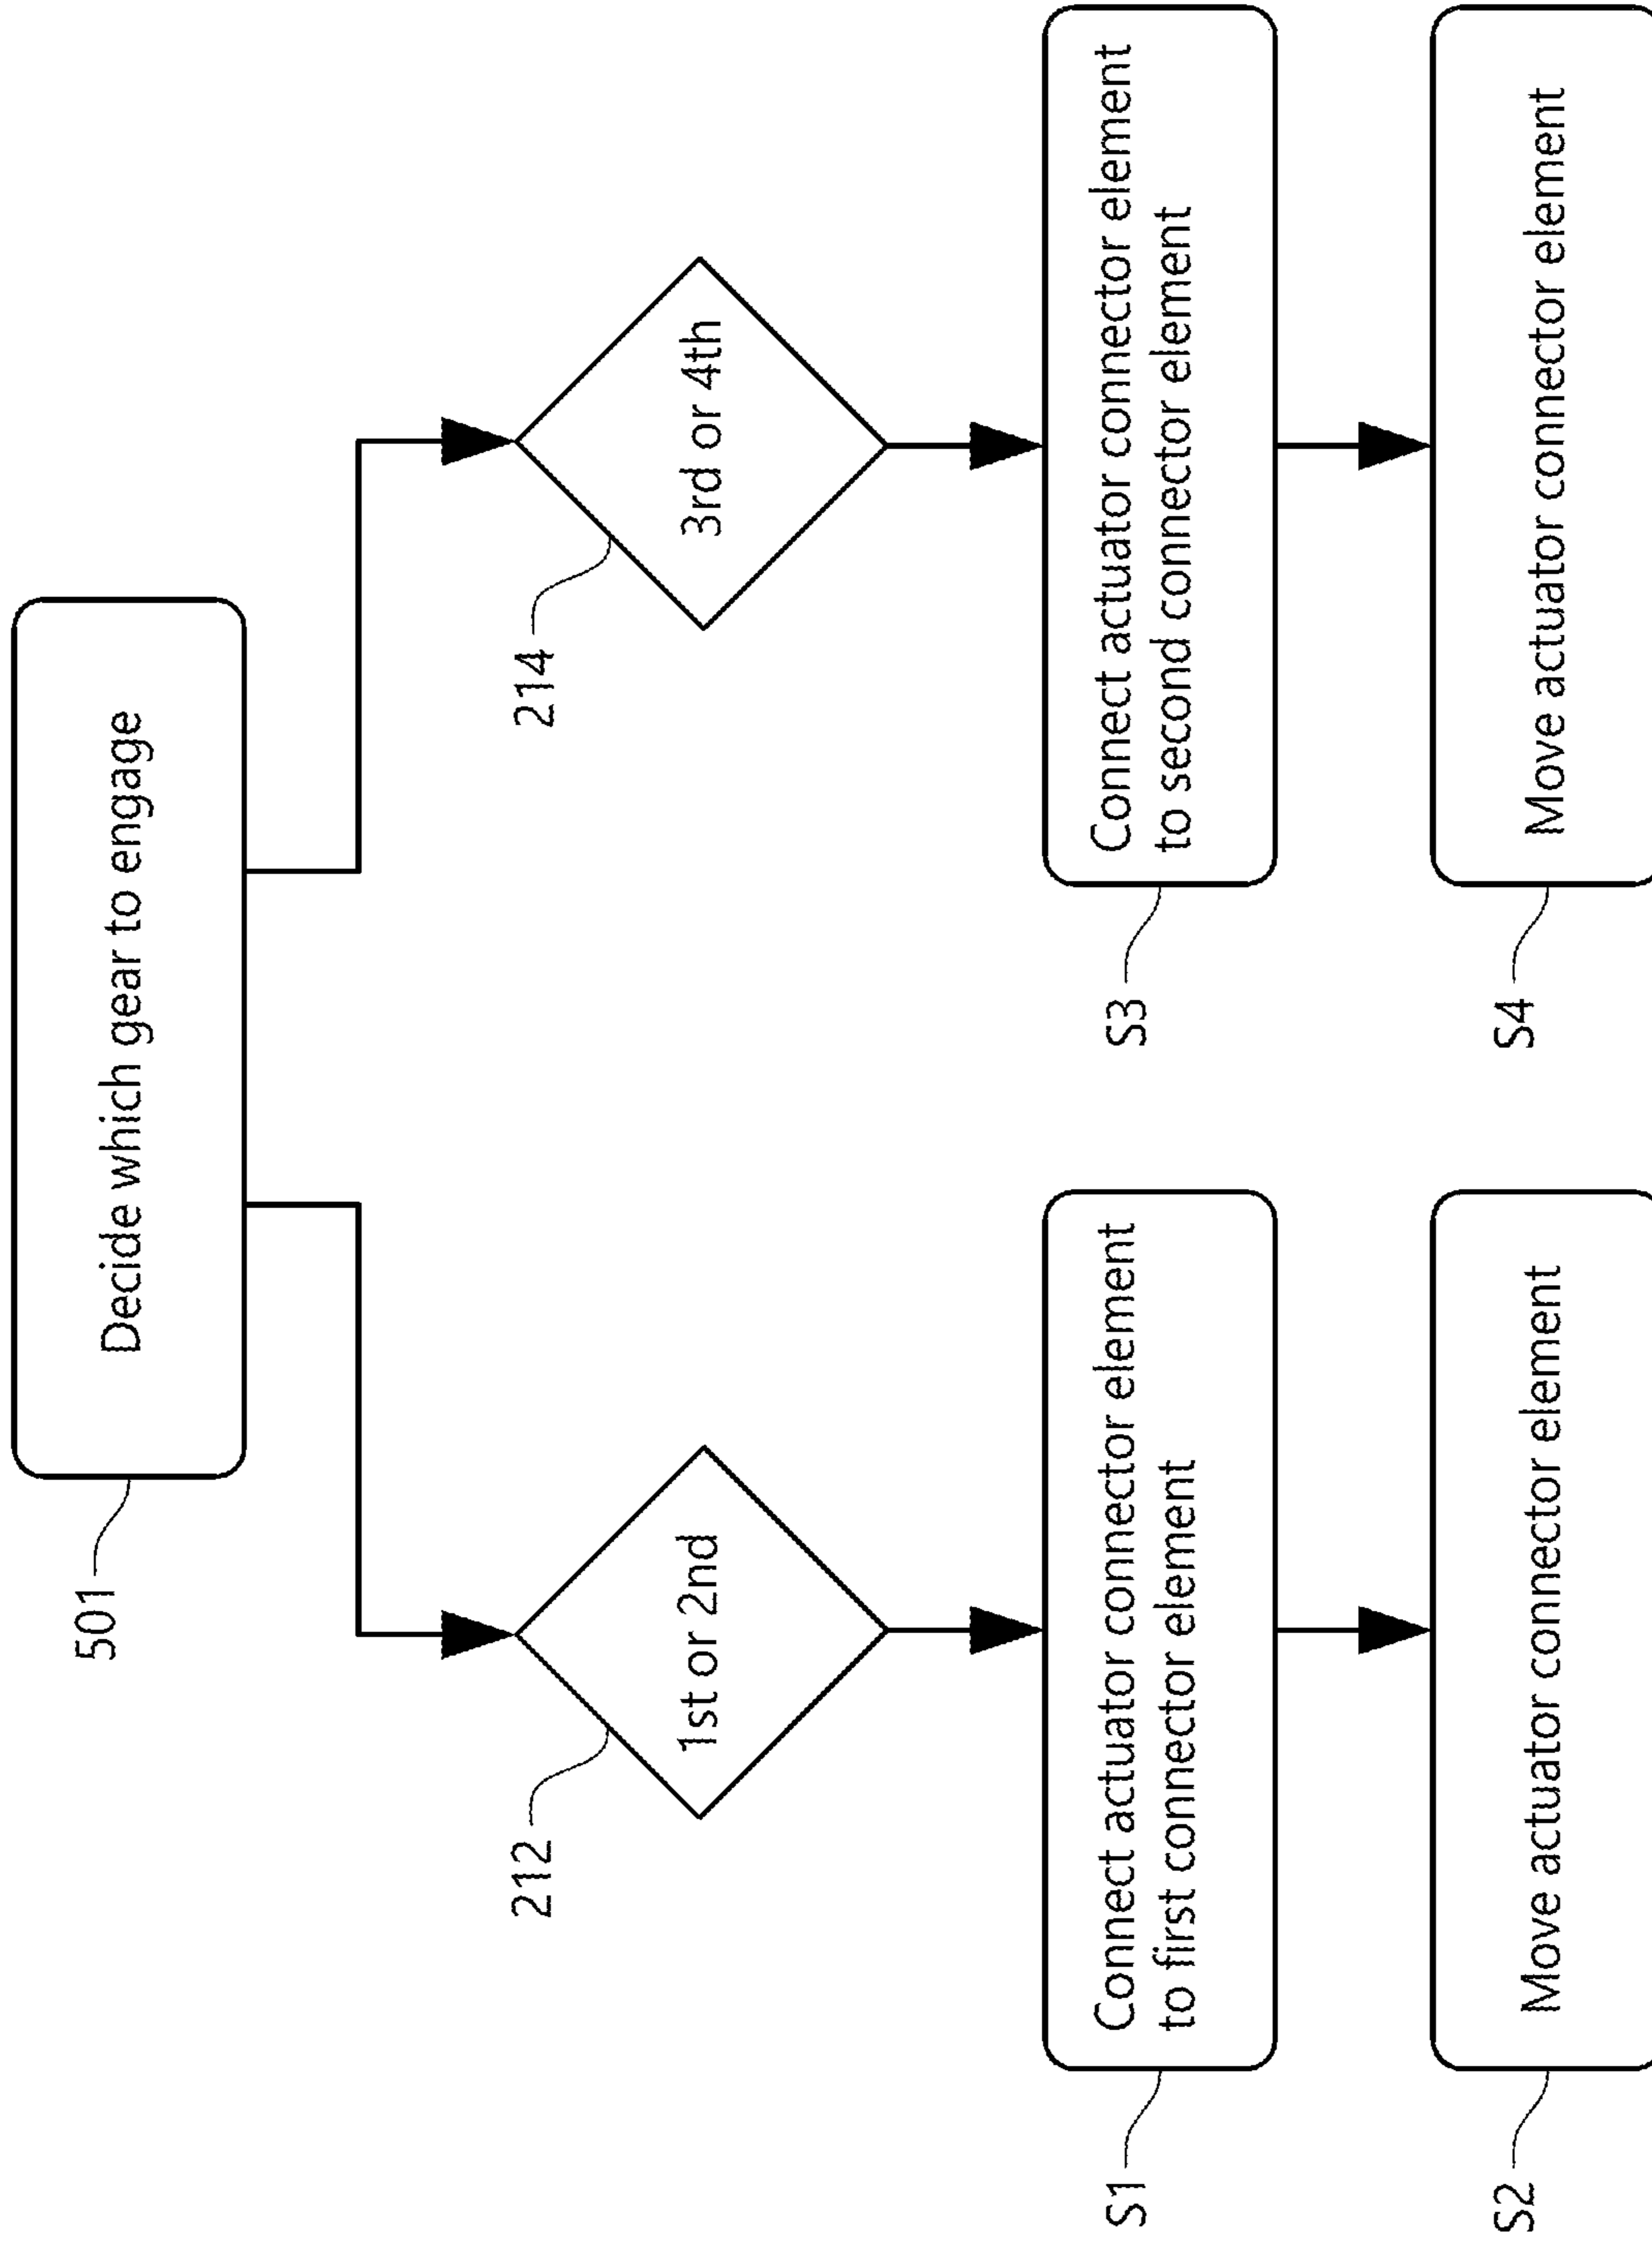 501
Decide which gear to engage
212
1st or 2nd
214
3rd or 4th
S1
Connect actuator connector element
to first connector element
S3
Connect actuator connector element
to second connector element
S2
Move actuator connector element
S4
Move actuator connector element